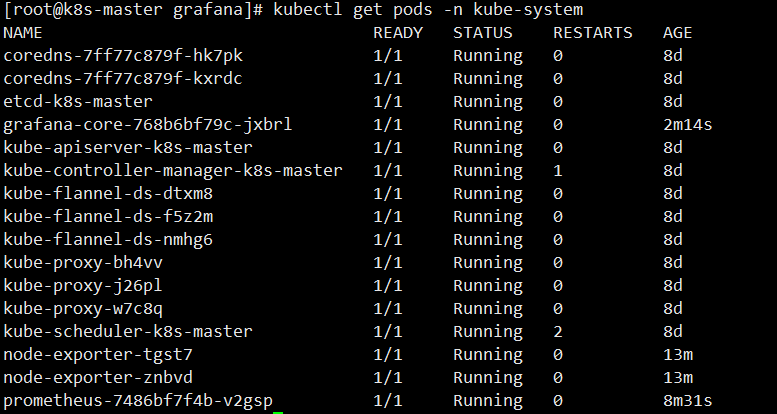 [root@k8s-master grafana]# kubectl get pods -n kube-system
NAME READY STATUS RESTARTS AGE
coredns-7ff77c879f-hk7pk 1/1 Running 0 8d
coredns-7ff77c879f-kxrdc 1/1 Running 0 8d
etcd-k8s-master 1/1 Running 0 8d
grafana-core-768b6bf79c-jxbrl 1/1 Running 0 2m14s
kube-apiserver-k8s-master 1/1 Running 0 8d
kube-controller-manager-k8s-master 1/1 Running 1 8d
kube-flannel-ds-dtxm8 1/1 Running 0 8d
kube-flannel-ds-f5z2m 1/1 Running 0 8d
kube-flannel-ds-nmhg6 1/1 Running 0 8d
kube-proxy-bh4vv 1/1 Running 0 8d
kube-proxy-j26pl 1/1 Running 0 8d
kube-proxy-w7c8q 1/1 Running 0 8d
kube-scheduler-k8s-master 1/1 Running 2 8d
node-exporter-tgst7 1/1 Running 0 13m
node-exporter-znbvd 1/1 Running 0 13m
prometheus-7486bf7f4b-v2gsp 1/1 Running 0 8m31s